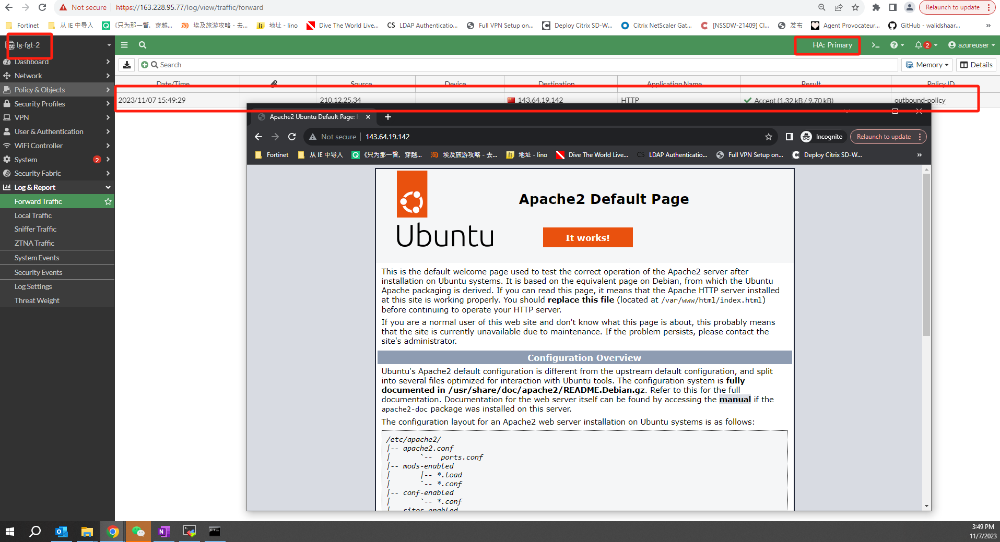 Not secure | https://163.228.95.77/log/view/traffic/forward
Relaunch to update
Fortinet
从 IE 中导入
《只为那一瞥，穿越...
埃及旅游攻略 - 去...
地址 - lino
Dive The World Live...
CS LDAP Authenticatio...
Full VPN Setup on...
Deploy Citrix SD-W...
Citrix NetScaler Gat...
[NSSDW-21409] Cl...
发布
Agent Provocateur...
GitHub - walidshaar...
»
lg-fgt-2
HA: Primary
2
azureuser
Dashboard
Network
Policy & Objects
Security Profiles
VPN
User & Authentication
WiFi Controller
System
2
Security Fabric
Log & Report
Forward Traffic
Local Traffic
Sniffer Traffic
ZTNA Traffic
System Events
Security Events
Log Settings
Threat Weight
Search
Memory
Details
Date/Time Source Device Destination Application Name Result Policy ID
2023/11/07 15:49:29 210.12.25.34 143.64.19.142 HTTP Accept (1.32 kB / 9.70 kB) outbound-policy
Apache2 Ubuntu Default Page: I
Not secure | 143.64.19.142
Incognito
Relaunch to update
Fortinet
从 IE 中导入
《只为那一瞥，穿越...
埃及旅游攻略 - 去...
地址 - lino
Dive The World Live...
CS LDAP Authenticatio...
Full VPN Setup on...
Deploy Citrix SD-W...
»
Ubuntu
Apache2 Default Page
It works!
This is the default welcome page used to test the correct operation of the Apache2 server after
installation on Ubuntu systems. It is based on the equivalent page on Debian, from which the Ubuntu
Apache packaging is derived. If you can read this page, it means that the Apache HTTP server installed
at this site is working properly. You should replace this file (located at /var/www/html/index.html)
before continuing to operate your HTTP server.
If you are a normal user of this web site and don't know what this page is about, this probably means
that the site is currently unavailable due to maintenance. If the problem persists, please contact the
site's administrator.
Configuration Overview
Ubuntu's Apache2 default configuration is different from the upstream default configuration, and split
into several files optimized for interaction with Ubuntu tools. The configuration system is fully
documented in /usr/share/doc/apache2/README.Debian.gz. Refer to this for the full
documentation. Documentation for the web server itself can be found by accessing the manual if the
apache2-doc package was installed on this server.
The configuration layout for an Apache2 web server installation on Ubuntu systems is as follows:
/etc/apache2/
|-- apache2.conf
|       `--  ports.conf
|-- mods-enabled
|       |-- *.load
|       `-- *.conf
|-- conf-enabled
|       `-- *.conf
|-- sites-enabled
3:49 PM
11/7/2023